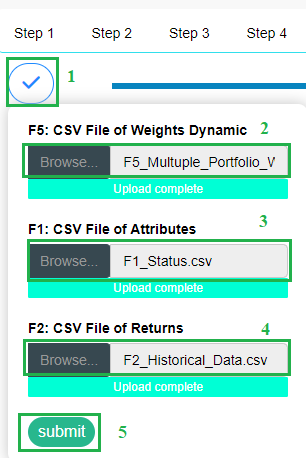 Step 1 Step 2 Step 3 Step 4
1
F5: CSV File of Weights Dynamic 2
Browse... F5_Multuple_Portfolio_W
Upload complete
3
F1: CSV File of Attributes
Browse... F1_Status.csv
Upload complete
F2: CSV File of Returns 4
Browse... F2_Historical_Data.csv
Upload complete
submit 5